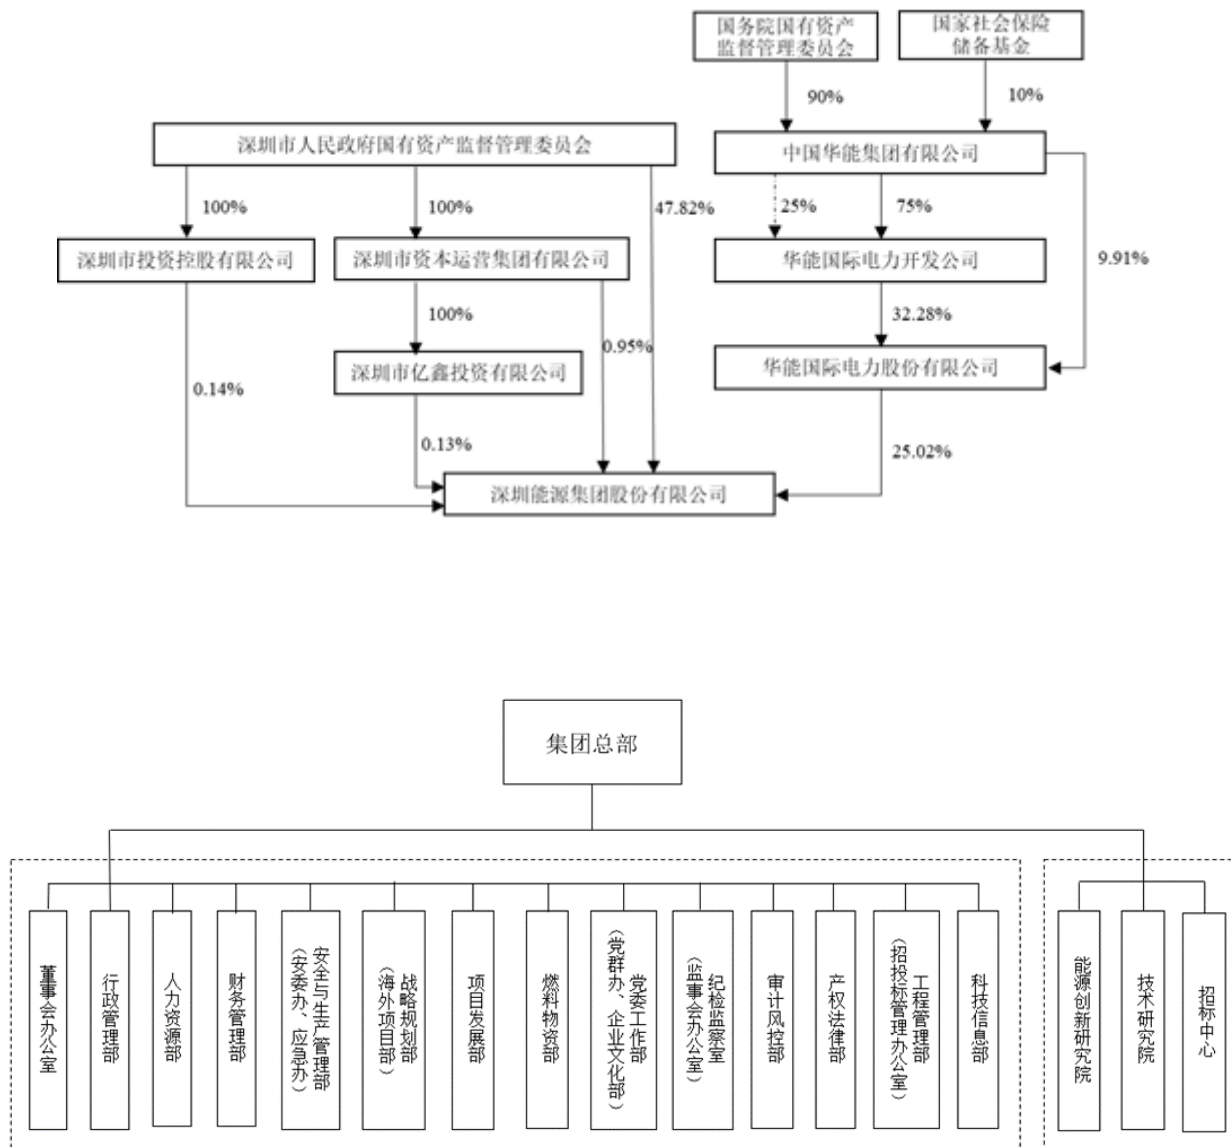 国务院国有资产
监督管理委员会
国家社会保险
储备基金
90%
10%
深圳市人民政府国有资产监督管理委员会
中国华能集团有限公司
100%
100%
47.82%
25%
75%
深圳市投资控股有限公司
深圳市资本运营集团有限公司
华能国际电力开发公司
9.91%
100%
32.28%
0.95%
深圳市亿鑫投资有限公司
华能国际电力股份有限公司
0.14%
0.13%
25.02%
深圳能源集团股份有限公司
集团总部
董事会办公室
行政管理部
人力资源部
财务管理部
安全与生产管理部
（安委办、应急办）
战略规划部
（海外项目部）
项目发展部
燃料物资部
党委工作部
（党群办、企业文化部）
纪检监察室
（监事会办公室）
审计风控部
产权法律部
工程管理部
（招投标管理办公室）
科技信息部
能源创新研究院
技术研究院
招标中心